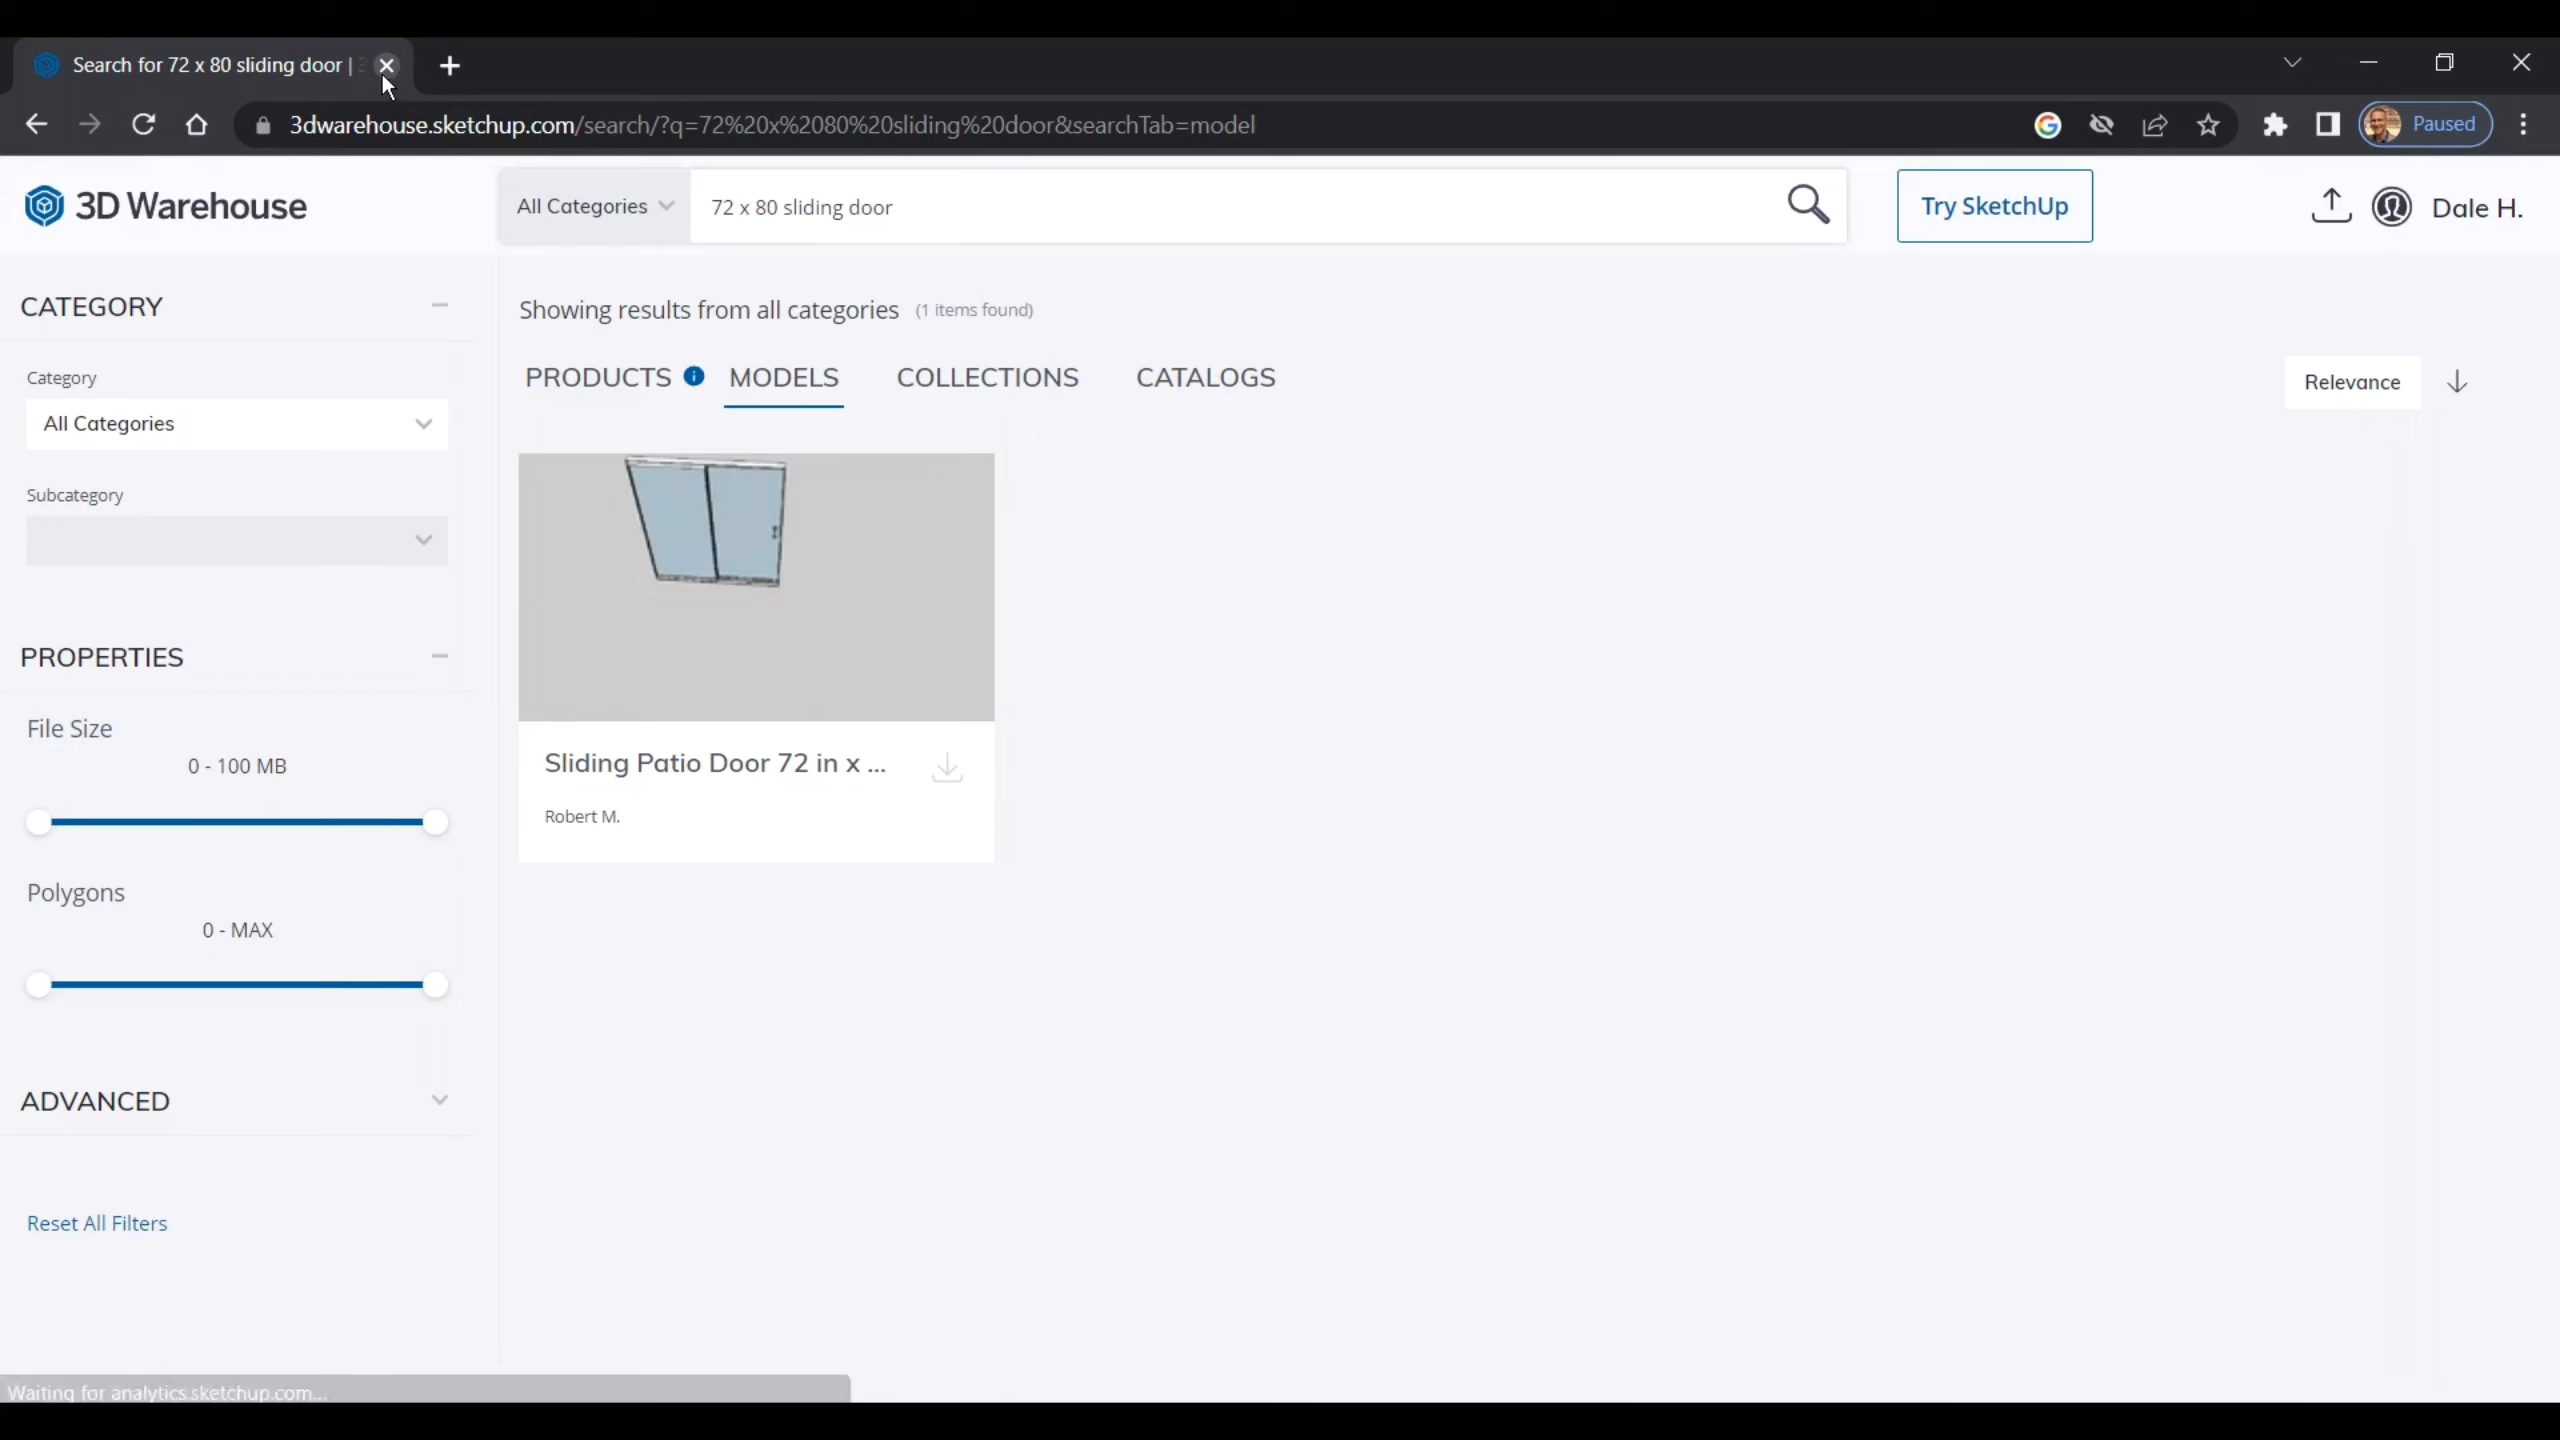 Search for 72 x 80 sliding door |
3dwarehouse.sketchup.com/search/?q=72%20x%2080%20sliding%20door&searchTab=model
Paused
3D Warehouse
All Categories
72 x 80 sliding door
Try SketchUp
Dale H.
CATEGORY
Category
All Categories
Subcategory
PROPERTIES
File Size
0 - 100 MB
Polygons
0 - MAX
ADVANCED
Reset All Filters
Showing results from all categories (1 items found)
PRODUCTS MODELS COLLECTIONS CATALOGS
Relevance
Sliding Patio Door 72 in x ...
Robert M.
Waiting for analytics.sketchup.com...